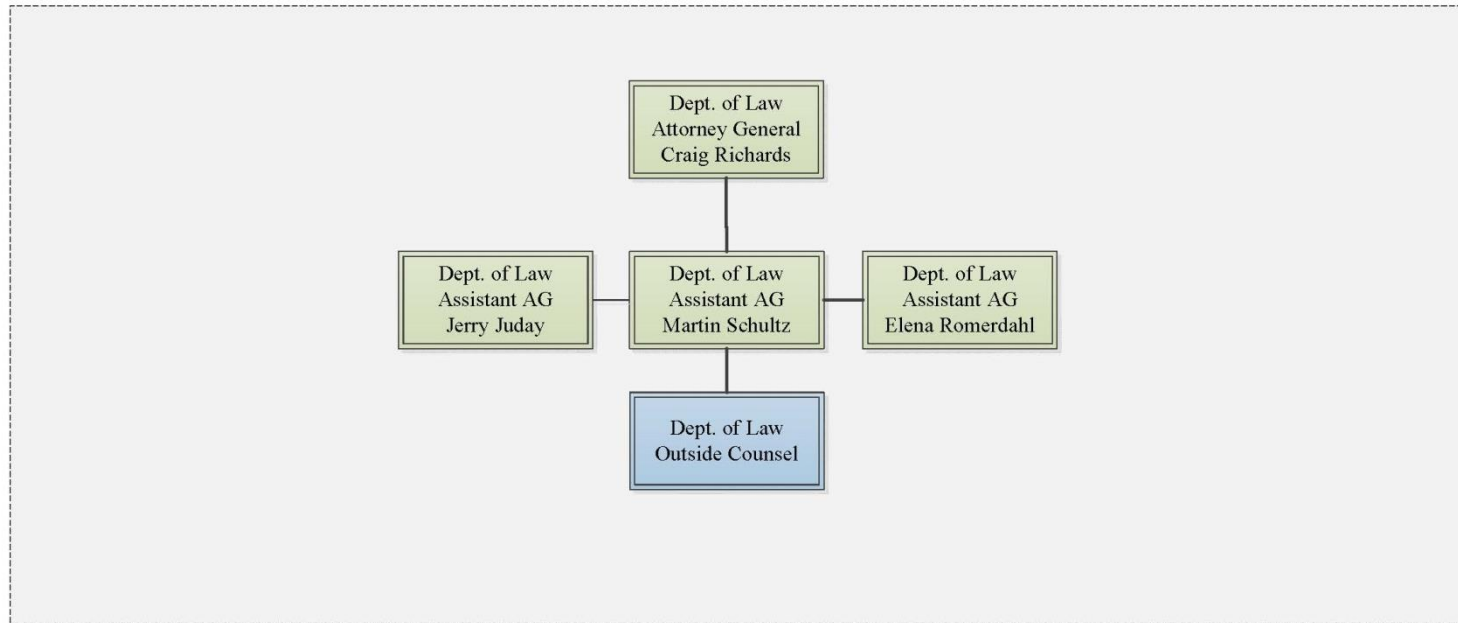 Dept. of Law
Attorney General
Craig Richards
Dept. of Law
Assistant AG
Jerry Juday
Dept. of Law
Assistant AG
Martin Schultz
Dept. of Law
Assistant AG
Elena Romerdahl
Dept. of Law
Outside Counsel